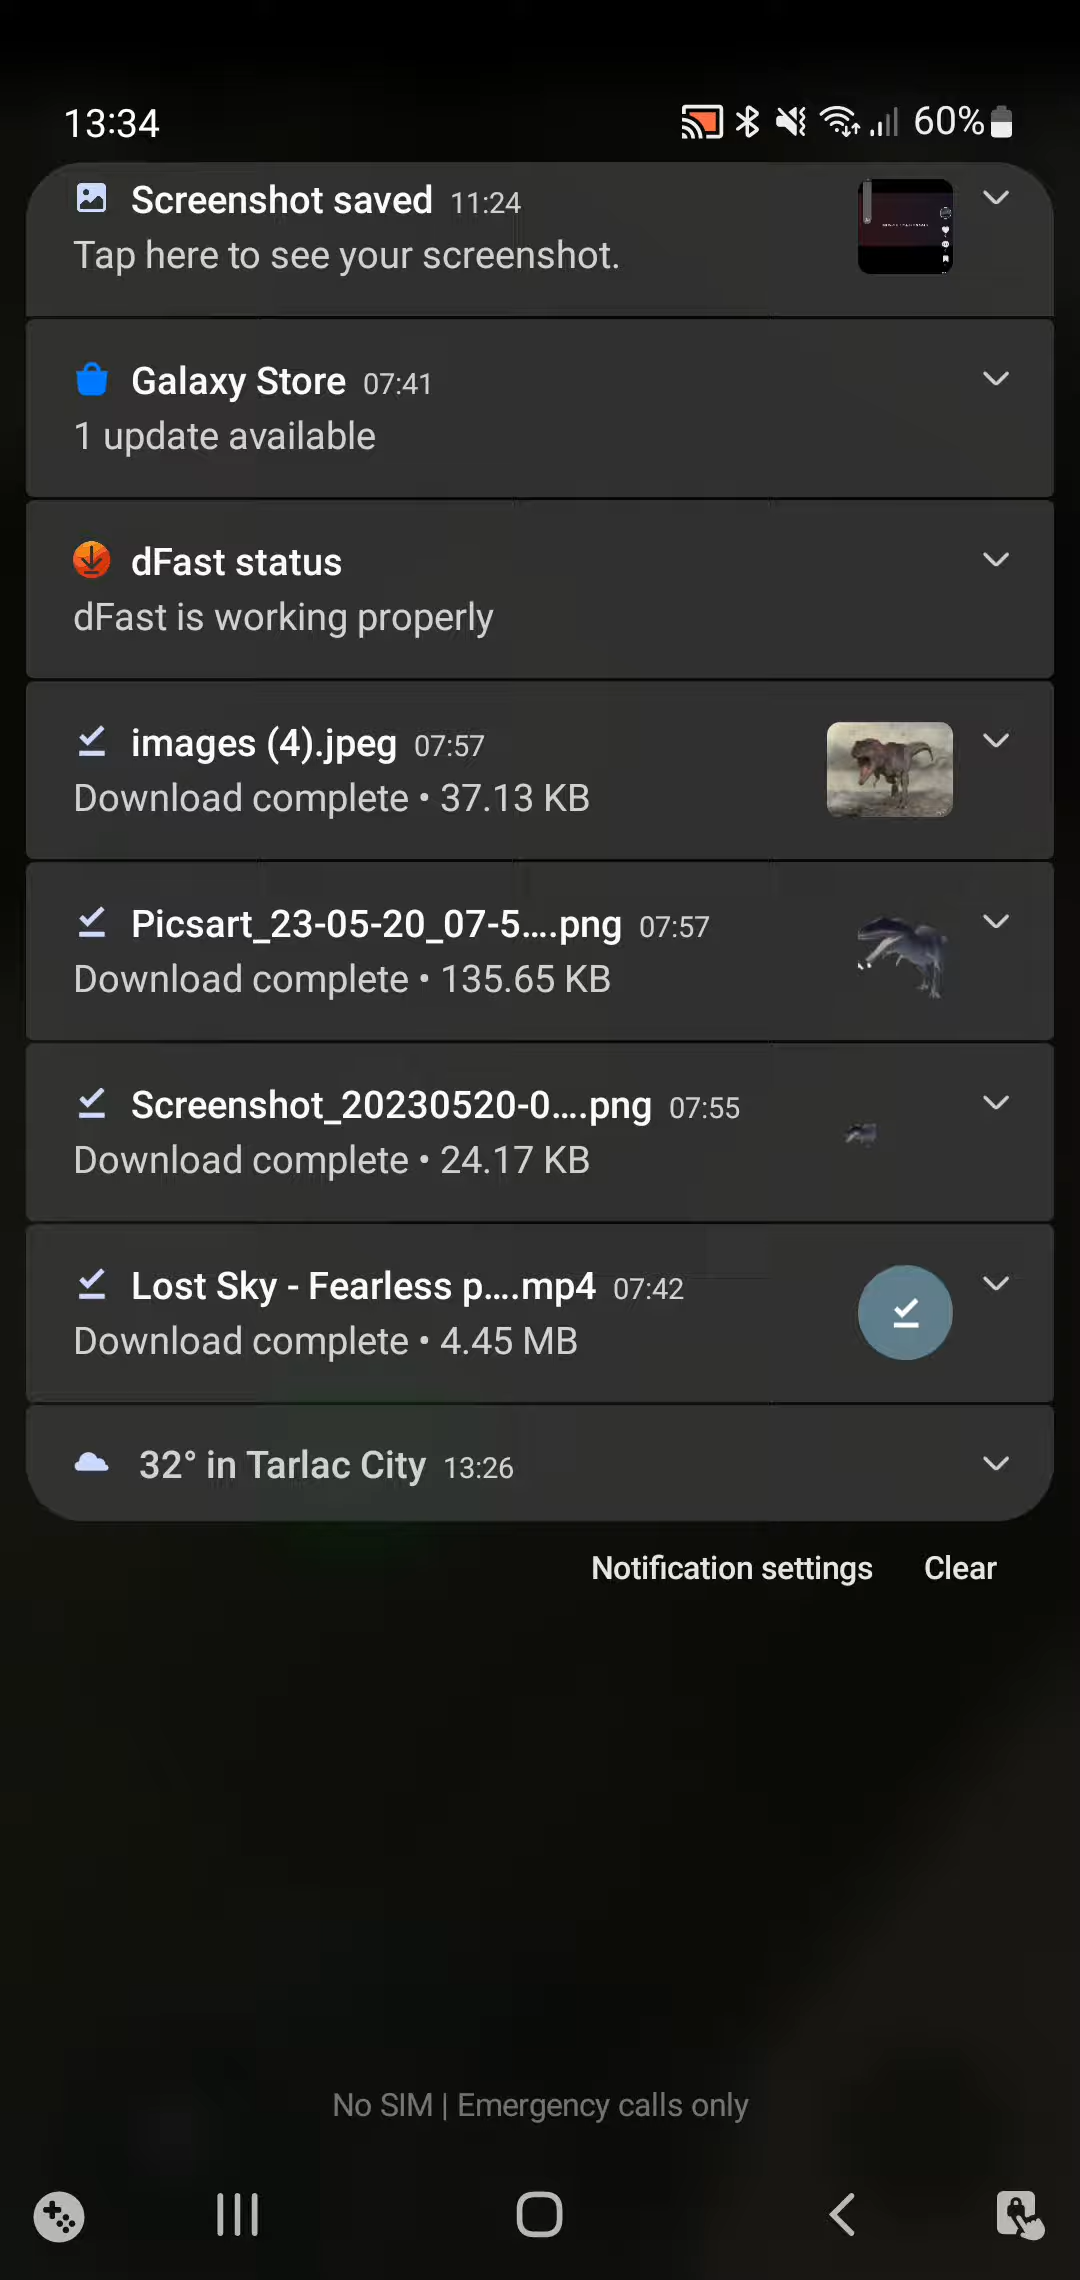 13:34
60%
Screenshot saved 11:24
Tap here to see your screenshot.
Galaxy Store 07:41
1 update available
dFast status
dFast is working properly
images (4).jpeg 07:57
Download complete • 37.13 KB
Picsart_23-05-20_07-5....png 07:57
Download complete • 135.65 KB
Screenshot_20230520-0....png 07:55
Download complete • 24.17 KB
Lost Sky - Fearless p....mp4 07:42
Download complete • 4.45 MB
32° in Tarlac City 13:26
Notification settings Clear
No SIM | Emergency calls only